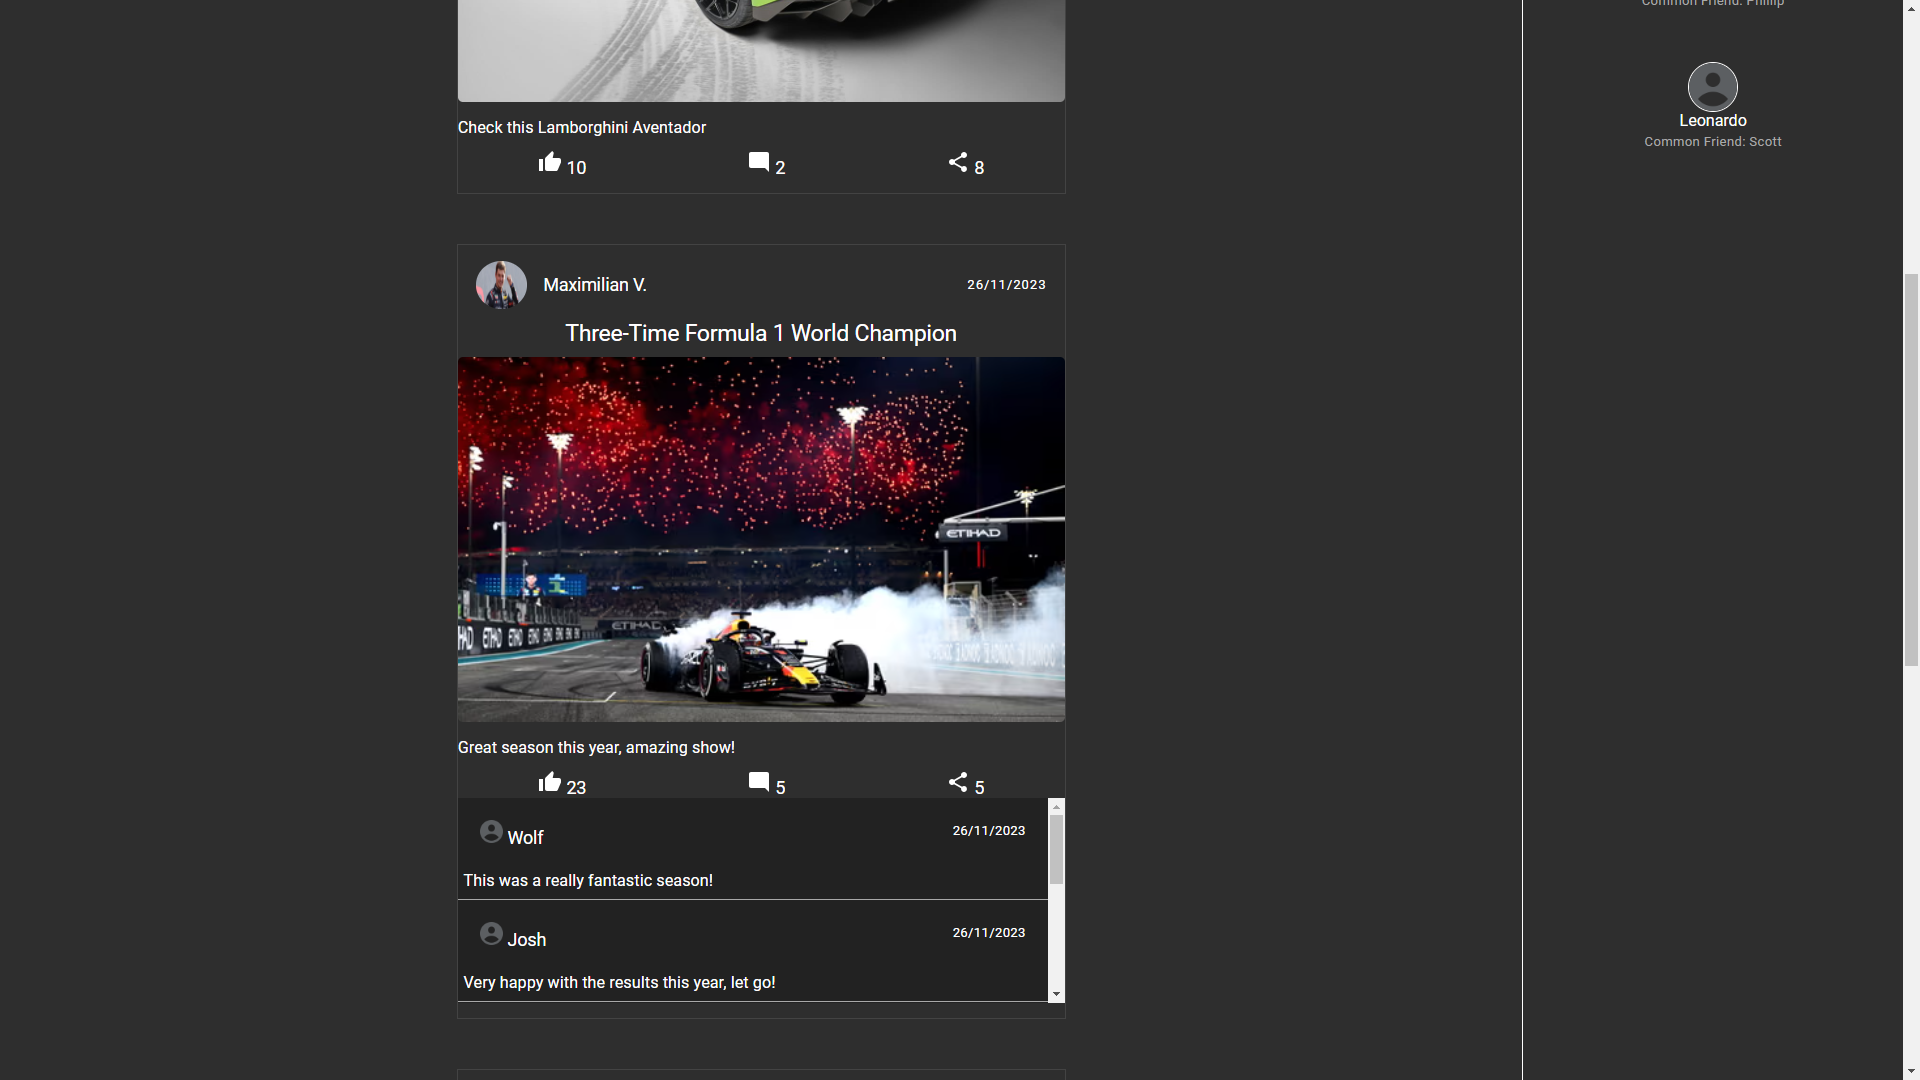 Common Friend: Phillip
Leonardo
Common Friend: Scott
Check this Lamborghini Aventador
10 2 8
Maximilian V. 26/11/2023
Three-Time Formula 1 World Champion
ETIHAD
ETIHAD
ETIHAD
Great season this year, amazing show!
23 5 5
Wolf 26/11/2023
This was a really fantastic season!
Josh 26/11/2023
Very happy with the results this year, let go!